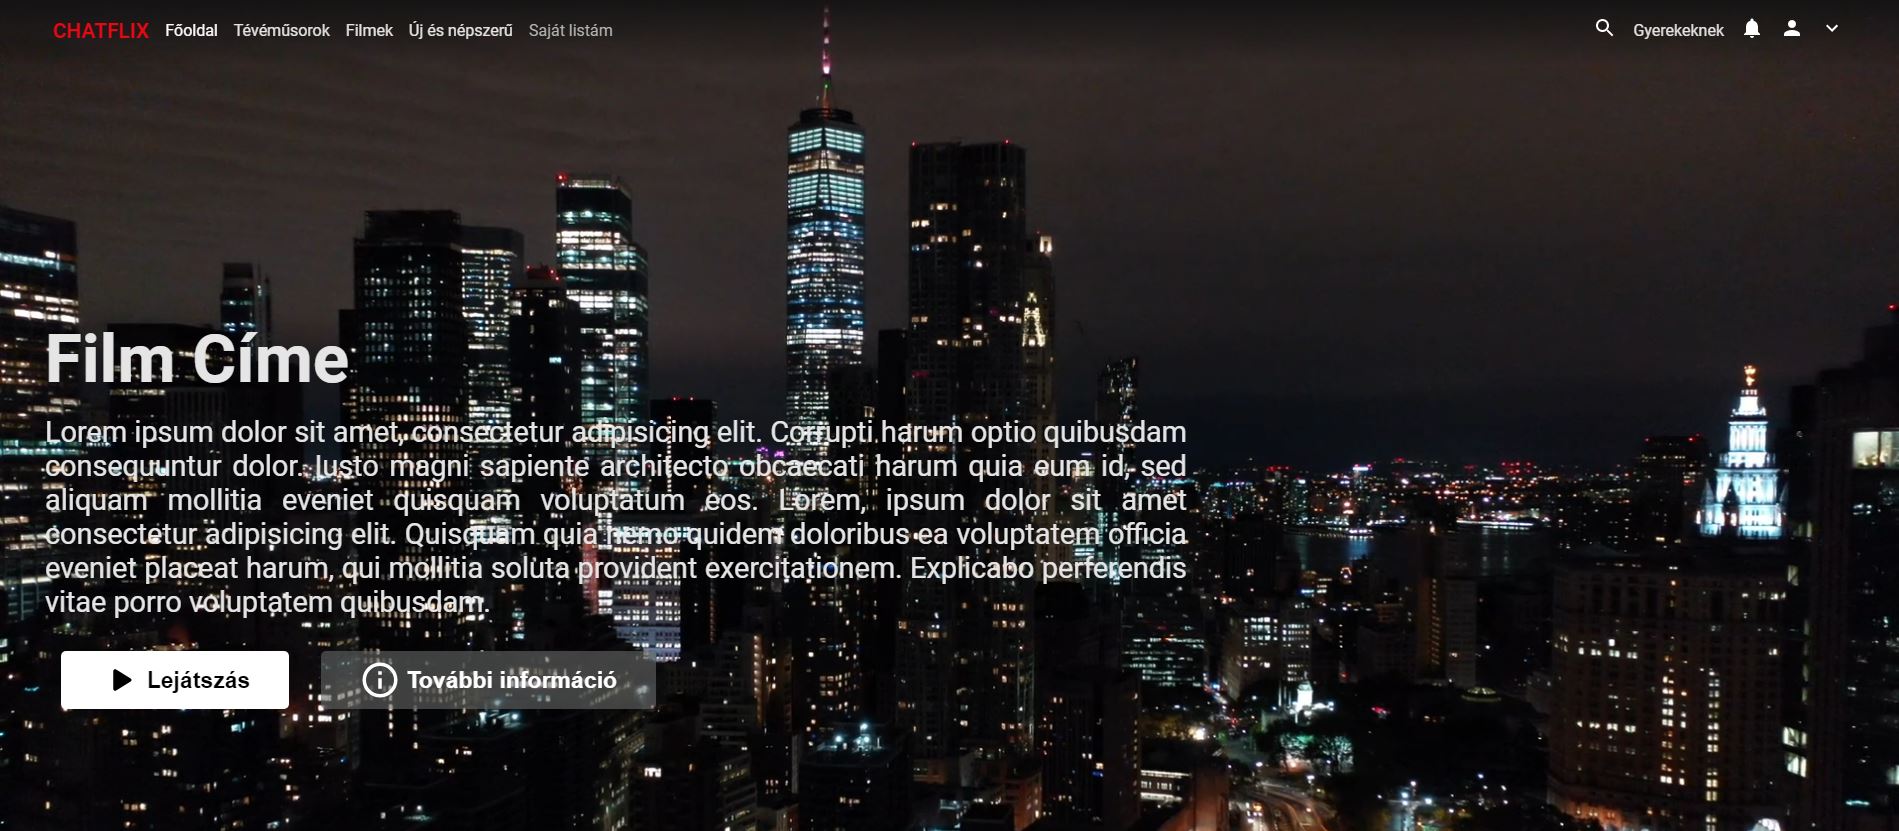 CHATFLIX Főoldal Tévéműsorok Filmek Új és népszerű Saját listám Gyerekeknek
Film Címe
Lorem ipsum dolor sit amet, consectetur adipisicing elit. Corrupti harum optio quibusdam
consequuntur dolor. Iusto magni sapiente architecto obcaecati harum quia eum id, sed
aliquam mollitia eveniet quisquam voluptatum eos. Lorem, ipsum dolor sit amet
consectetur adipisicing elit. Quisquam quia nemo quidem doloribus ea voluptatem officia
eveniet placeat harum, qui mollitia soluta provident exercitationem. Explicabo perferendis
vitae porro voluptatem quibusdam.
Lejátszás További információ